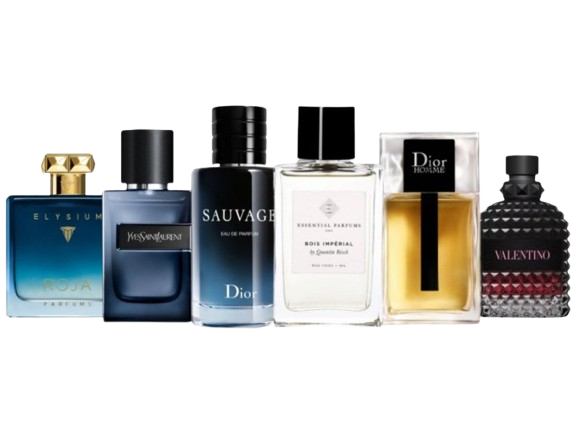 ELYSIUM
ROJA
PARFUMS
YVESSAINTLAURENT
SAUVAGE
EAU DE PARFUM
Dior
ESSENTIAL PARFUMS
BOIS IMPÉRIAL
by Quentin Bisch
Dior
HOMME
VALENTINO